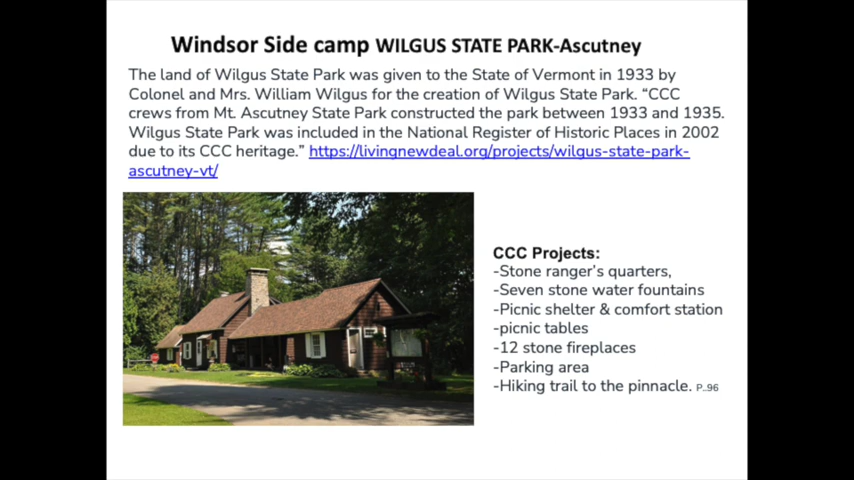 Windsor Side camp WILGUS STATE PARK-Ascutney
The land of Wilgus State Park was given to the State of Vermont in 1933 by
Colonel and Mrs. William Wilgus for the creation of Wilgus State Park. “CCC
crews from Mt. Ascutney State Park constructed the park between 1933 and 1935.
Wilgus State Park was included in the National Register of Historic Places in 2002
due to its CCC heritage.” https://livingnewdeal.org/projects/wilgus-state-park-
ascutney-vt/
CCC Projects:
-Stone ranger’s quarters,
-Seven stone water fountains
-Picnic shelter & comfort station
-picnic tables
-12 stone fireplaces
-Parking area
-Hiking trail to the pinnacle. P..96